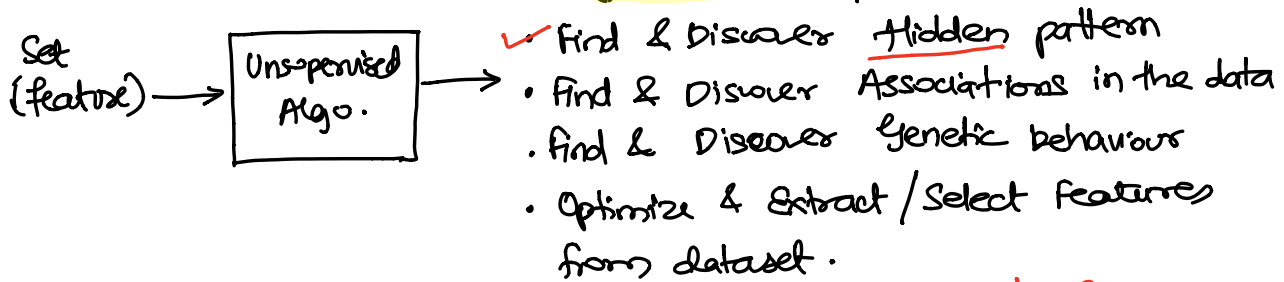 Set
(feature)
Unsupervised
Algo.
• Find & Discover Hidden pattern
• Find & Discover Associations in the data
• Find & Discover Genetic behaviour
• Optimize & Extract / Select features
from dataset.